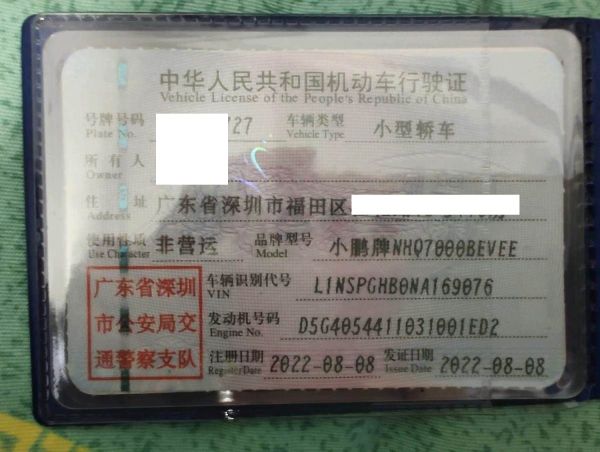 中华人民共和国机动车行驶证
Vehicle License of the People's Republic of China
号牌号码 727 车辆类型 小型轿车
Plate No. Vehicle Type
所有人
Owner
住址 广东省深圳市福田区
Address
使用性质 非营运 品牌型号 小鹏牌NHQ7000BEVEE
Use Character Model
广东省深圳
市公安局交
通警察支队
车辆识别代号 L1NSPGHB0NA169076
VIN
发动机号码 D5G4054411031001ED2
Engine No.
注册日期 2022-08-08 发证日期 2022-08-08
Register Date Issue Date